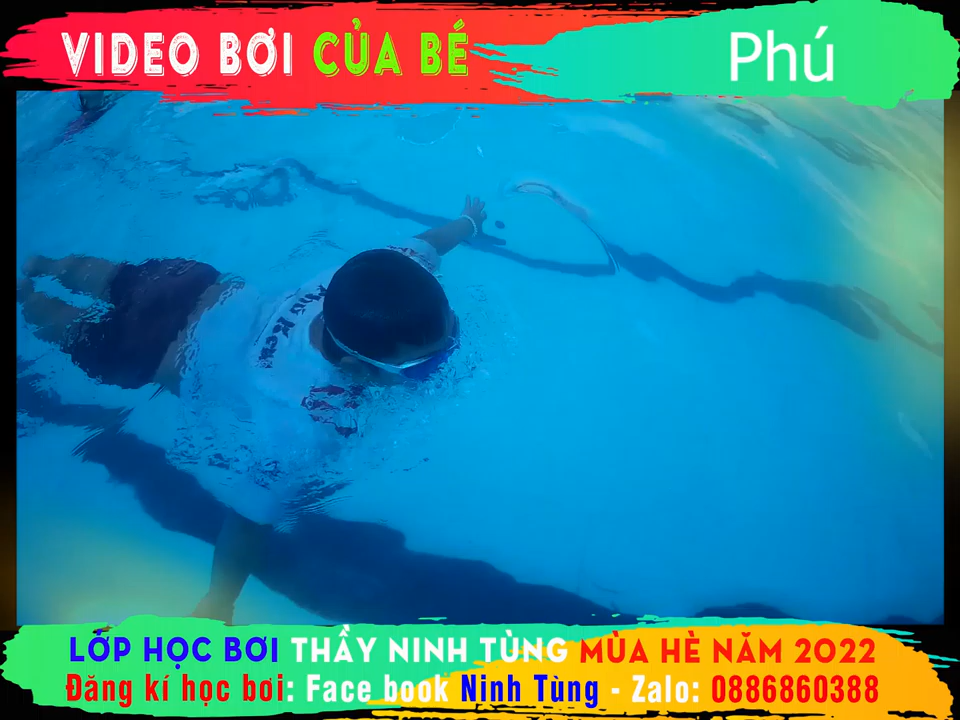 VIDEO BƠI CỦA BÉ
Phú
LỚP HỌC BƠI THẦY NINH TÙNG MÙA HÈ NĂM 2022
Đăng kí học bơi: Face book Ninh Tùng - Zalo: 0886860388